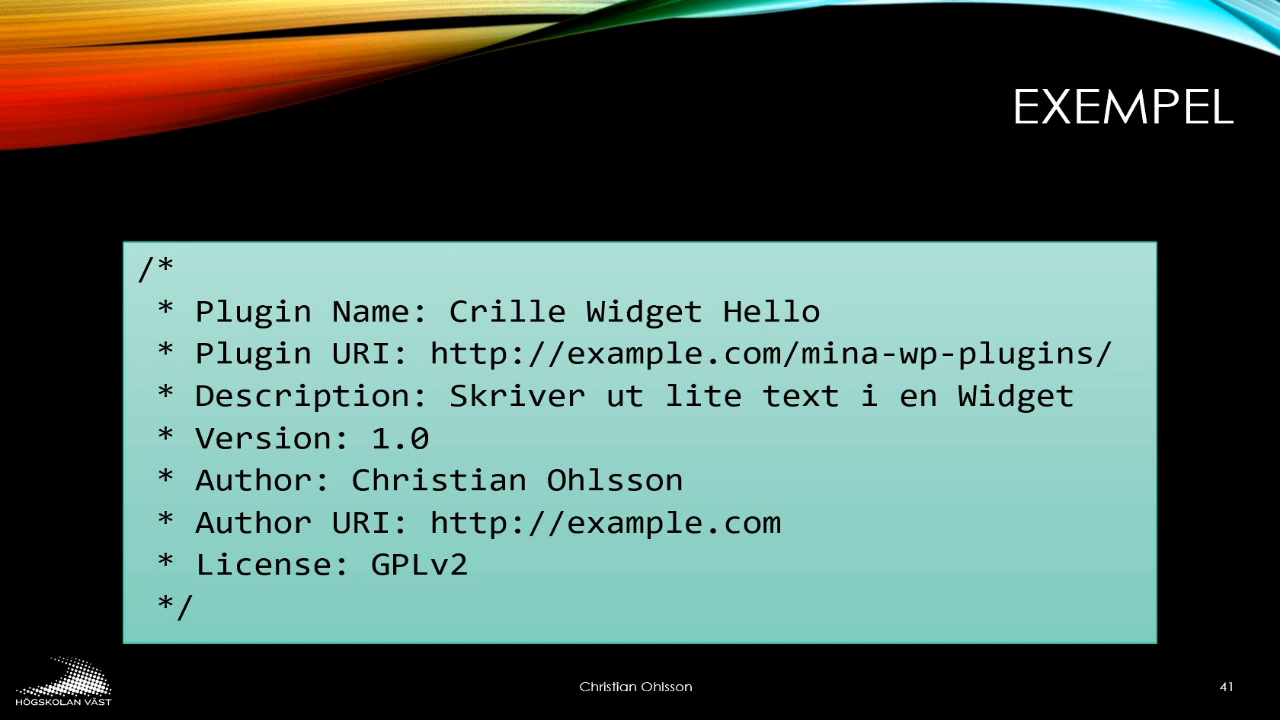 EXEMPEL
/*
* Plugin Name: Crille Widget Hello
* Plugin URI: http://example.com/mina-wp-plugins/
* Description: Skriver ut lite text i en Widget
* Version: 1.0
* Author: Christian Ohlsson
* Author URI: http://example.com
* License: GPLv2
*/
HÖGSKOLAN VÄST
Christian Ohlsson
41